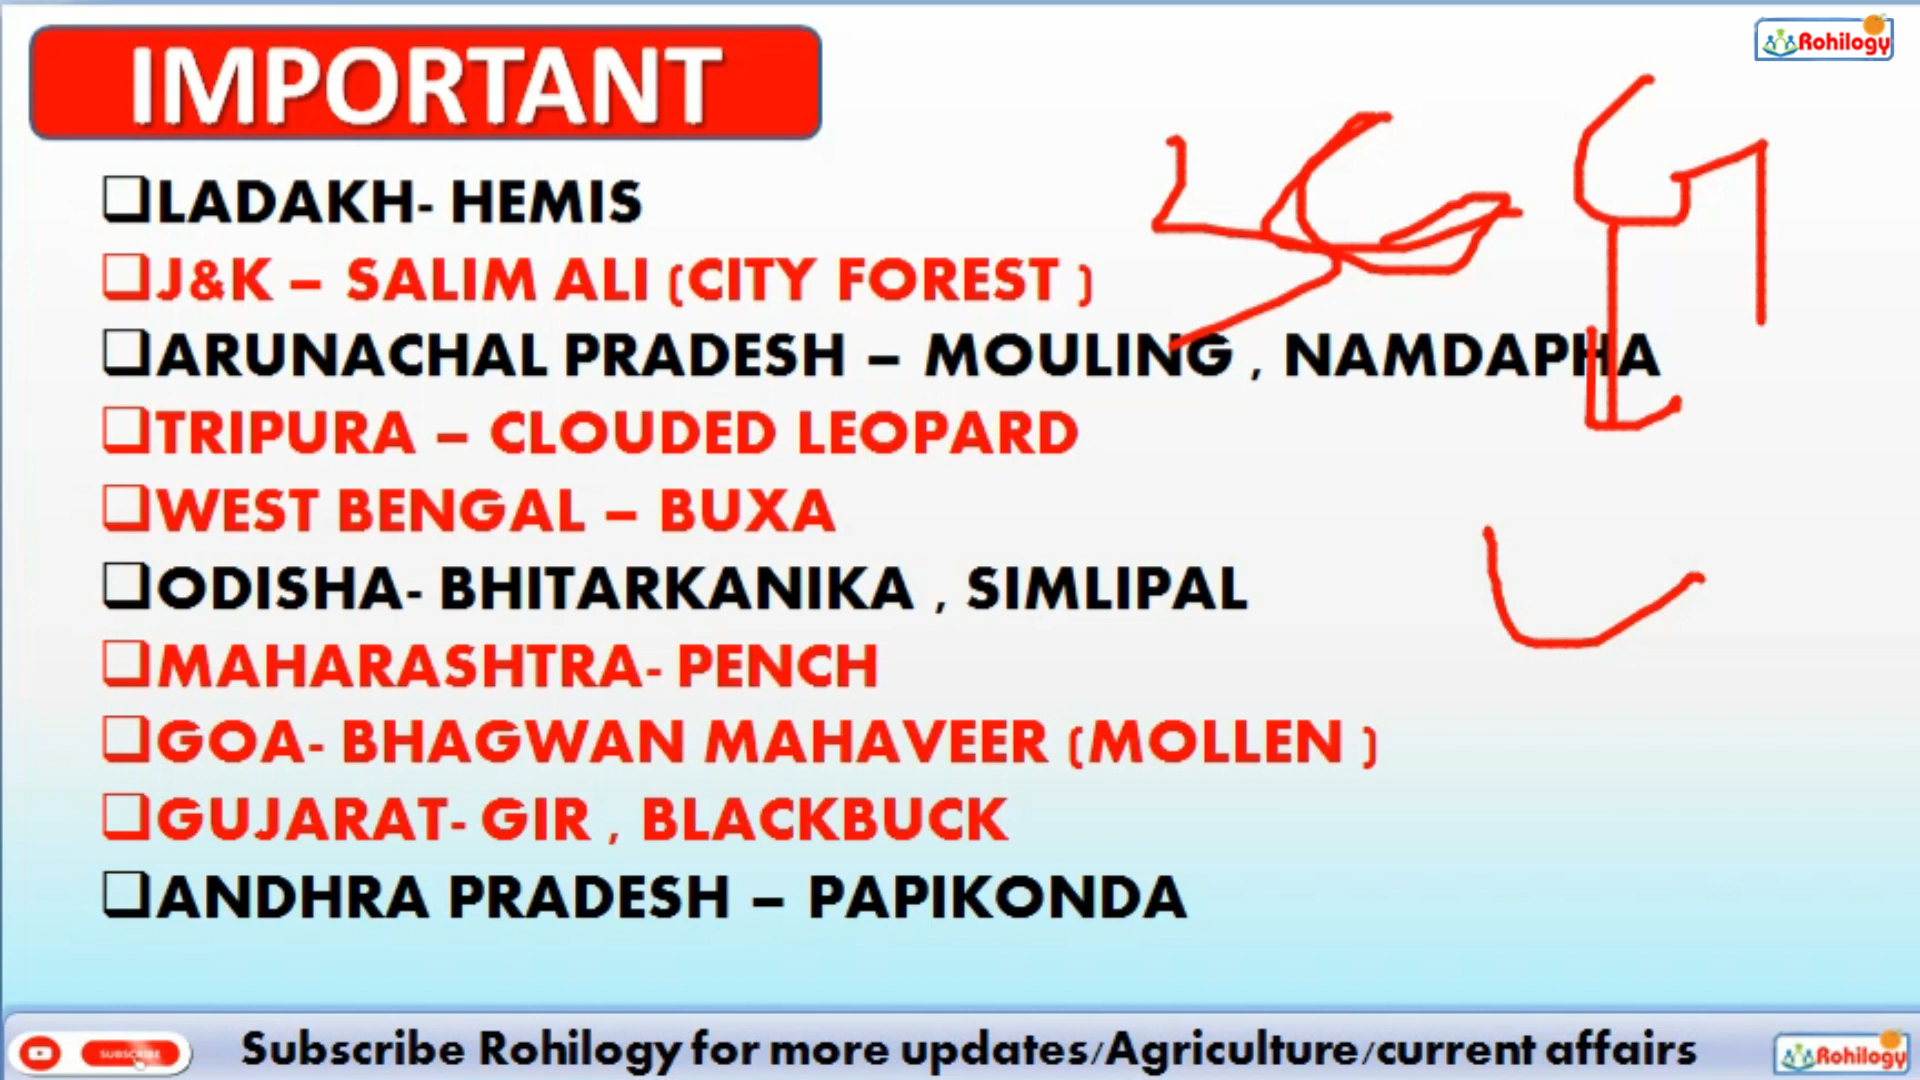 IMPORTANT
Rohilogy
❑LADAKH- HEMIS
❑J&K – SALIM ALI (CITY FOREST )
❑ARUNACHAL PRADESH – MOULING , NAMDAPHA
❑TRIPURA – CLOUDED LEOPARD
❑WEST BENGAL – BUXA
❑ODISHA- BHITARKANIKA , SIMLIPAL
❑MAHARASHTRA- PENCH
❑GOA- BHAGWAN MAHAVEER (MOLLEN )
❑GUJARAT- GIR , BLACKBUCK
❑ANDHRA PRADESH – PAPIKONDA
SUBSCRIBE
Subscribe Rohilogy for more updates/Agriculture/current affairs
Rohilogy